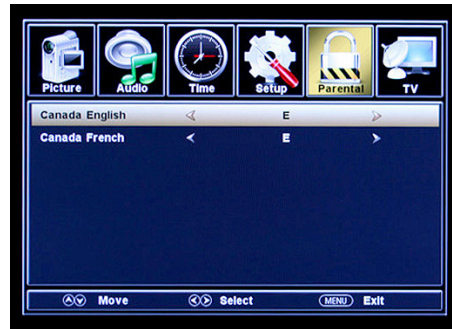 Picture Audio Time Setup Parental TV
Canada English E
Canada French E
Move Select MENU Exit